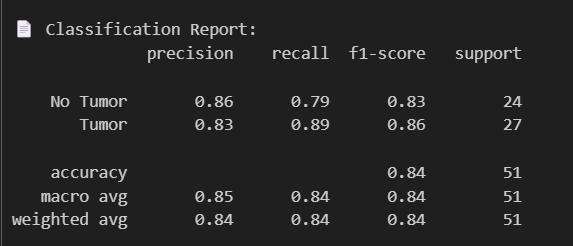 📄 Classification Report:
precision recall f1-score support
No Tumor 0.86 0.79 0.83 24
Tumor 0.83 0.89 0.86 27
accuracy 0.84 51
macro avg 0.85 0.84 0.84 51
weighted avg 0.84 0.84 0.84 51